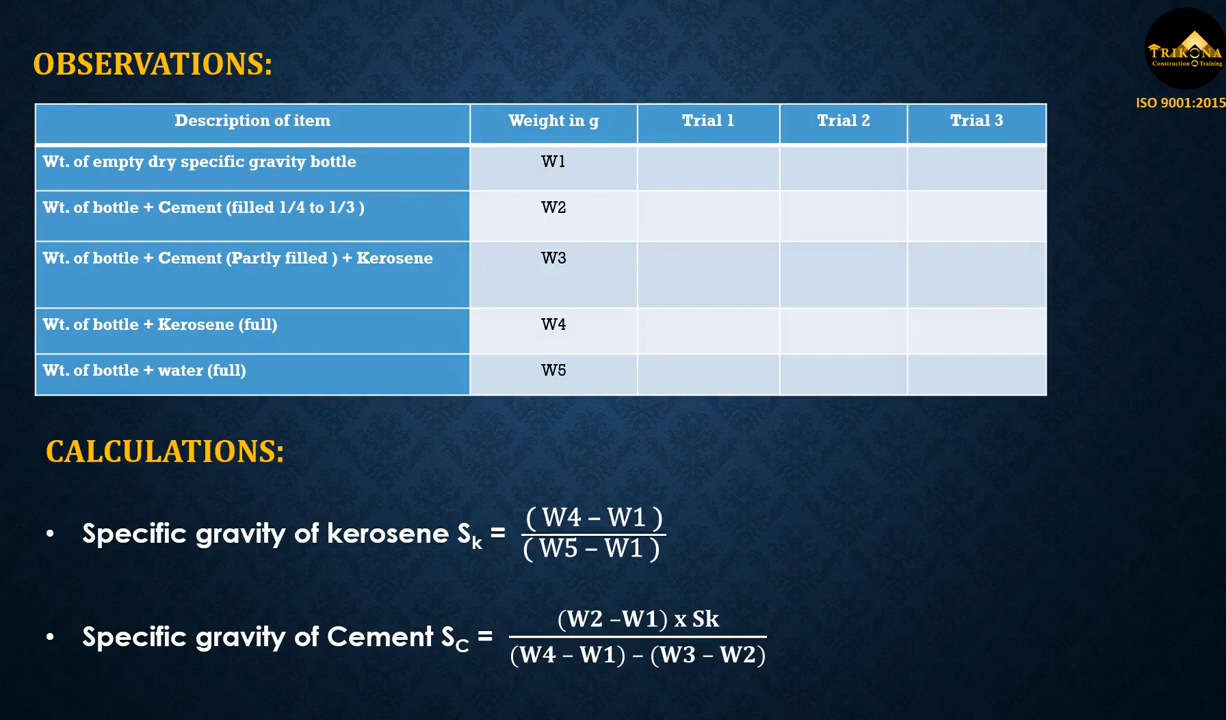 TRIKONA
Construction Training
ISO 9001:2015
OBSERVATIONS:
Description of item Weight in g Trial 1 Trial 2 Trial 3
Wt. of empty dry specific gravity bottle W1
Wt. of bottle + Cement (filled 1/4 to 1/3 ) W2
Wt. of bottle + Cement (Partly filled ) + Kerosene W3
Wt. of bottle + Kerosene (full) W4
Wt. of bottle + water (full) W5
CALCULATIONS:
• Specific gravity of kerosene Sk = ( W4 – W1 )
( W5 – W1 )
• Specific gravity of Cement SC = (W2 –W1) x Sk
(W4 – W1) – (W3 – W2)